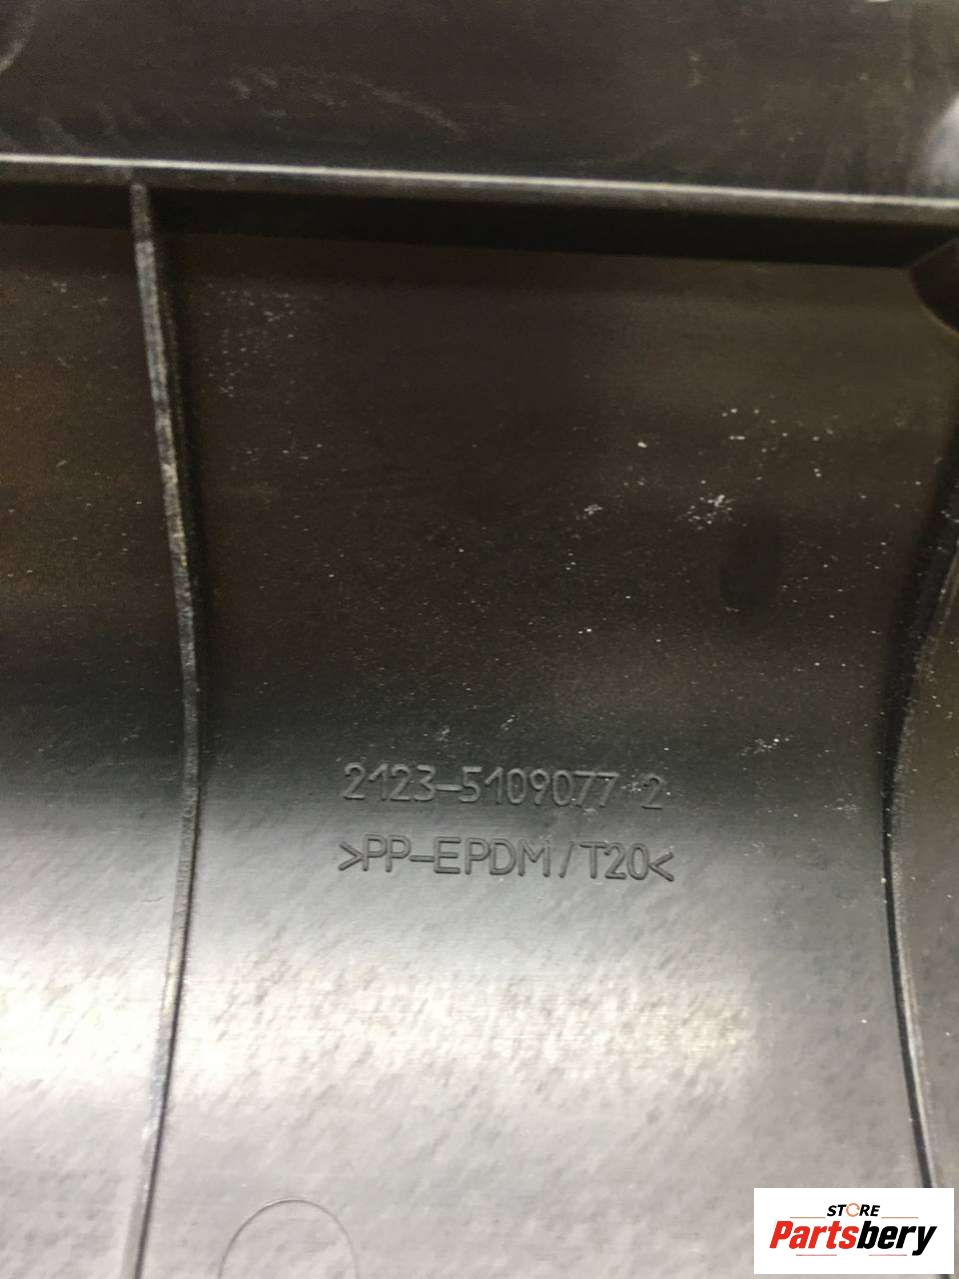 2123-5109077 2
>PP-EPDM/T20<
STORE
Partsbery